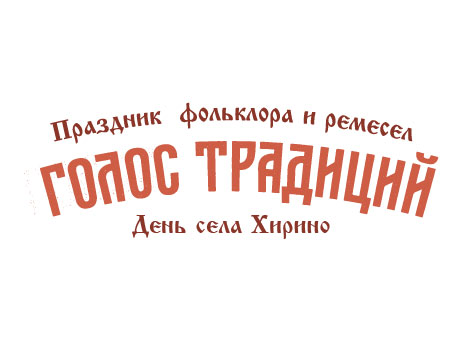 Праздник фольклора и ремесел
ГОЛОС ТРАДИЦИЙ
День села Хирино